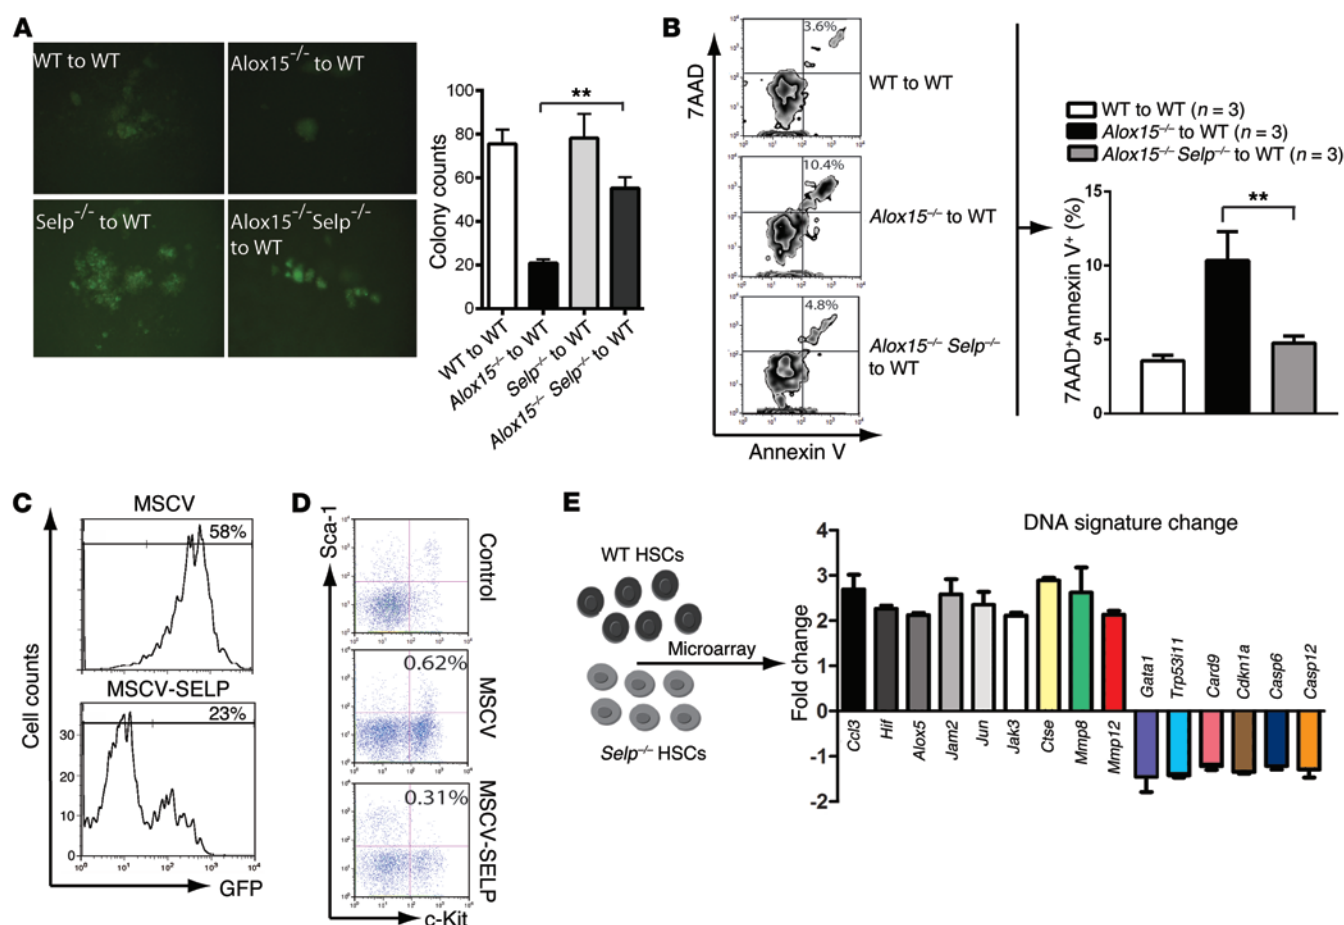 A
WT to WT
Alox15-/- to WT
Selp-/- to WT
Alox15-/-Selp-/-
to WT
Colony counts
100
80
60
40
20
0
**
WT to WT
Alox15–/– to WT
Selp–/– to WT
Alox15–/– Selp–/– to WT
B
7AAD
3.6%
WT to WT
10.4%
Alox15–/– to WT
4.8%
Alox15–/– Selp–/–
to WT
Annexin V
WT to WT (n = 3)
Alox15–/– to WT (n = 3)
Alox15–/– Selp–/– to WT (n = 3)
7AAD+Annexin V+ (%)
15
10
5
0
**
C
MSCV
58%
MSCV-SELP
23%
Cell counts
30
20
10
0
10⁰ 10¹ 10² 10³ 10⁴
GFP
D
Sca-1
Control
0.62%
MSCV
0.31%
MSCV-SELP
c-Kit
E
WT HSCs
Microarray
Selp–/– HSCs
DNA signature change
Fold change
4
3
2
1
0
-1
-2
Ccl3
Hif
Alox5
Jam2
Jun
Jak3
Ctse
Mmp8
Mmp12
Gata1
Trp53i11
Card9
Cdkn1a
Casp6
Casp12